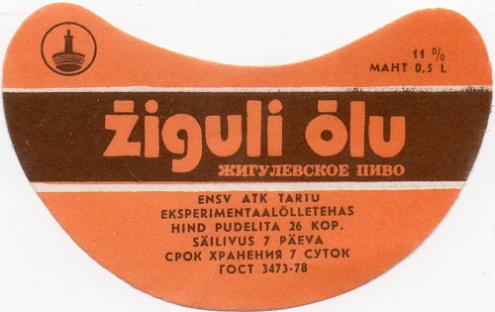 11 %
MAHT 0,5 L
žiguli õlu
ЖИГУЛЕВСКОЕ ПИВО
ENSV ATK TARTU
EKSPERIMENTAALÕLLETEHAS
HIND PUDELITA 26 KOP.
SÄILIVUS 7 PÄEVA
СРОК ХРАНЕНИЯ 7 СУТОК
ГОСТ 3473-78